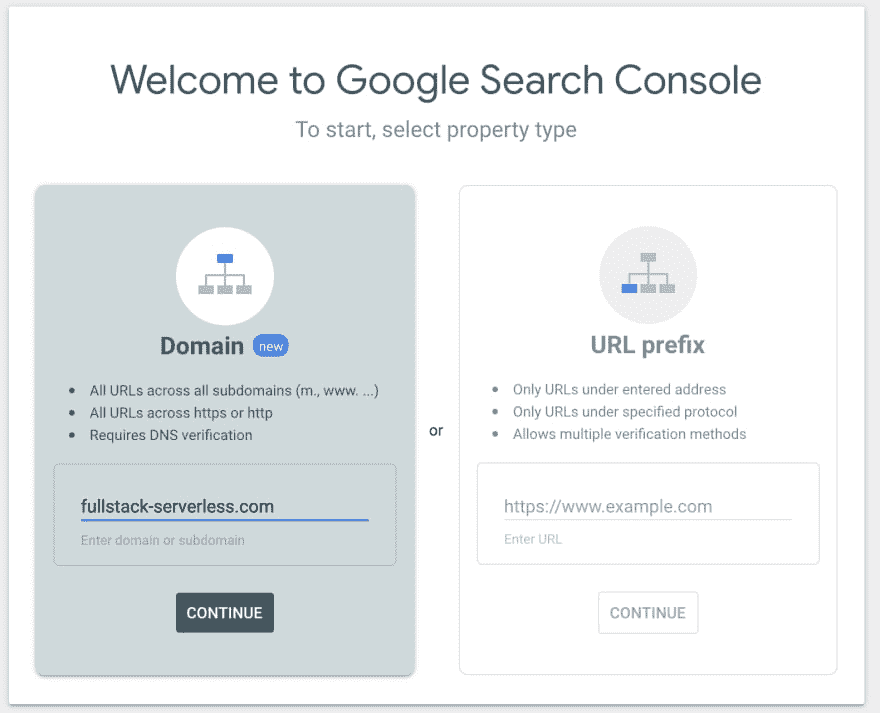 Welcome to Google Search Console
To start, select property type
Domain new
All URLs across all subdomains (m., www. ...)
All URLs across https or http
Requires DNS verification
fullstack-serverless.com
Enter domain or subdomain
CONTINUE
or
URL prefix
Only URLs under entered address
Only URLs under specified protocol
Allows multiple verification methods
https://www.example.com
Enter URL
CONTINUE